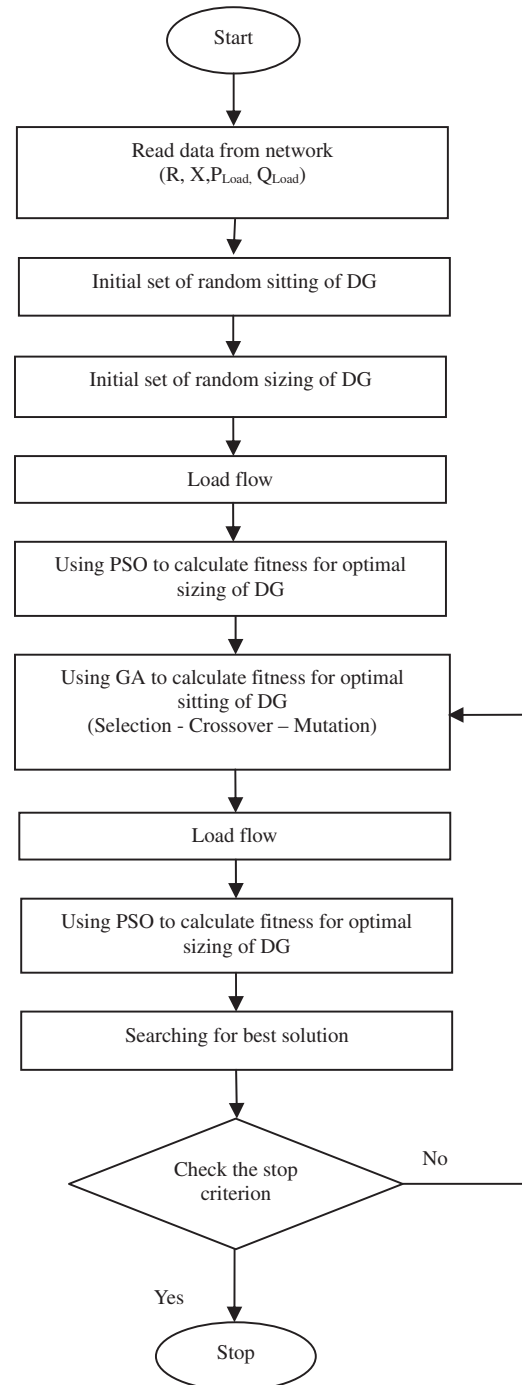 Start
Read data from network
(R, X,PLoad, QLoad)
Initial set of random sitting of DG
Initial set of random sizing of DG
Load flow
Using PSO to calculate fitness for optimal
sizing of DG
Using GA to calculate fitness for optimal
sitting of DG
(Selection - Crossover – Mutation)
Load flow
Using PSO to calculate fitness for optimal
sizing of DG
Searching for best solution
Check the stop
criterion
No
Yes
Stop